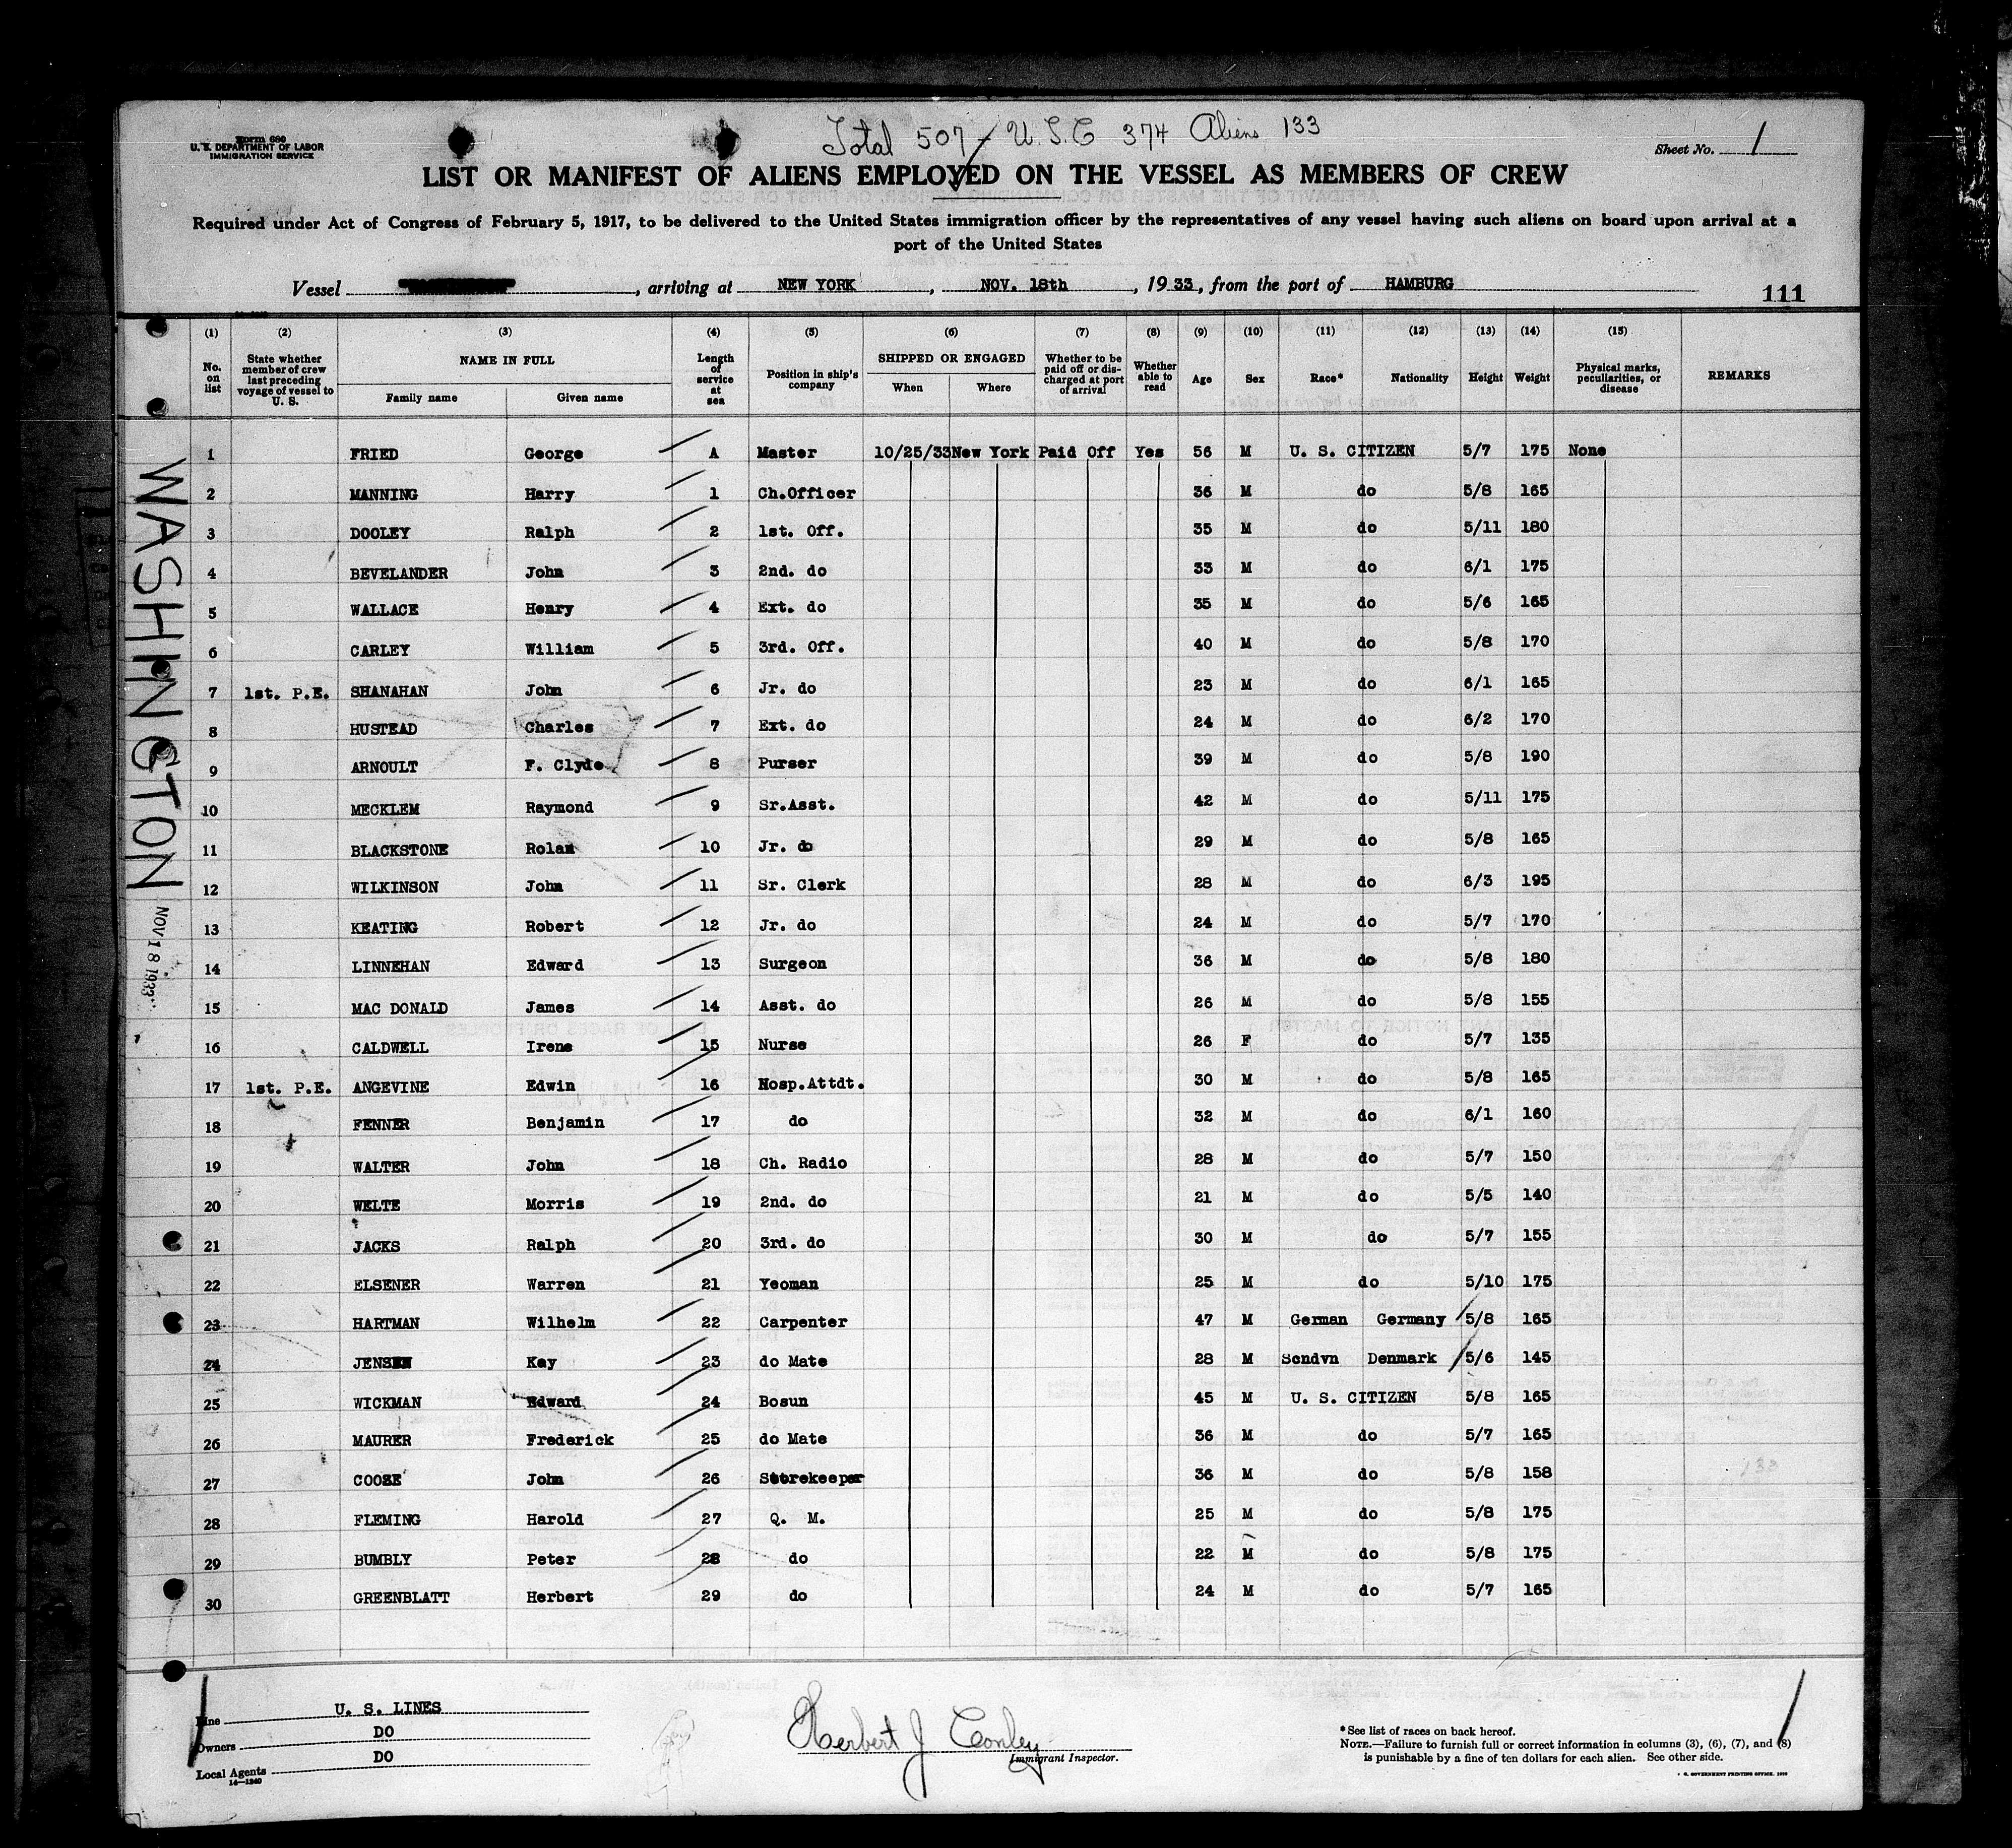 Form 680
U. S. DEPARTMENT OF LABOR
IMMIGRATION SERVICE
Total 507 / U.S.C 374 Aliens 133
Sheet No. 1
LIST OR MANIFEST OF ALIENS EMPLOYED ON THE VESSEL AS MEMBERS OF CREW
Required under Act of Congress of February 5, 1917, to be delivered to the United States immigration officer by the representatives of any vessel having such aliens on board upon arrival at a
port of the United States
Vessel , arriving at NEW YORK , NOV. 18th , 1933, from the port of HAMBURG
111
(1) (2) (3) (4) (5) (6) (7) (8) (9) (10) (11) (12) (13) (14) (15)
No. on list State whether member of crew last preceding voyage of vessel to U. S. NAME IN FULL Family name Given name Length of service at sea Position in ship's company SHIPPED OR ENGAGED When Where Whether to be paid off or discharged at port of arrival Whether able to read Age Sex Race* Nationality Height Weight Physical marks, peculiarities, or disease REMARKS
1 FRIED George A Master 10/25/33 New York Paid Off Yes 56 M U. S. CITIZEN 5/7 175 None
2 MANNING Harry 1 Ch.Officer 36 M do 5/8 165
3 DOOLEY Ralph 2 1st. Off. 35 M do 5/11 180
4 BEVELANDER John 3 2nd. do 33 M do 6/1 175
5 WALLACE Henry 4 Ext. do 35 M do 5/6 165
6 CARLEY William 5 3rd. Off. 40 M do 5/8 170
7 1st. P.E. SHANAHAN John 6 Jr. do 23 M do 6/1 165
8 HUSTEAD Charles 7 Ext. do 24 M do 6/2 170
9 ARNOULT F. Clyde 8 Purser 39 M do 5/8 190
10 MECKLEM Raymond 9 Sr.Asst. 42 M do 5/11 175
11 BLACKSTONE Rolan 10 Jr. do 29 M do 5/8 165
12 WILKINSON John 11 Sr. Clerk 28 M do 6/3 195
13 KEATING Robert 12 Jr. do 24 M do 5/7 170
14 LINNEHAN Edward 13 Surgeon 36 M do 5/8 180
15 MAC DONALD James 14 Asst. do 26 M do 5/8 155
16 CALDWELL Irene 15 Nurse 26 F do 5/7 135
17 1st. P.E. ANGEVINE Edwin 16 Hosp.Attdt. 30 M do 5/8 165
18 FENNER Benjamin 17 do 32 M do 6/1 160
19 WALTER John 18 Ch. Radio 28 M do 5/7 150
20 WELTE Morris 19 2nd. do 21 M do 5/5 140
21 JACKS Ralph 20 3rd. do 30 M do 5/7 155
22 ELSENER Warren 21 Yeoman 25 M do 5/10 175
23 HARTMAN Wilhelm 22 Carpenter 47 M German Germany 5/8 165
24 JENSEN Kay 23 do Mate 28 M Scndvn Denmark 5/6 145
25 WICKMAN Edward 24 Bosun 45 M U. S. CITIZEN 5/8 165
26 MAURER Frederick 25 do Mate 36 M do 5/7 165
27 COOZE John 26 Storekeeper 36 M do 5/8 158
28 FLEMING Harold 27 Q. M. 25 M do 5/8 175
29 BUMBLY Peter 28 do 22 M do 5/8 175
30 GREENBLATT Herbert 29 do 24 M do 5/7 165
WASHINGTON
NOV 18 1933
Line U. S. LINES
Owners DO
Local Agents DO
14—1240
Herbert J Conley
Immigrant Inspector.
*See list of races on back hereof.
NOTE.—Failure to furnish full or correct information in columns (3), (6), (7), and (8)
is punishable by a fine of ten dollars for each alien. See other side.